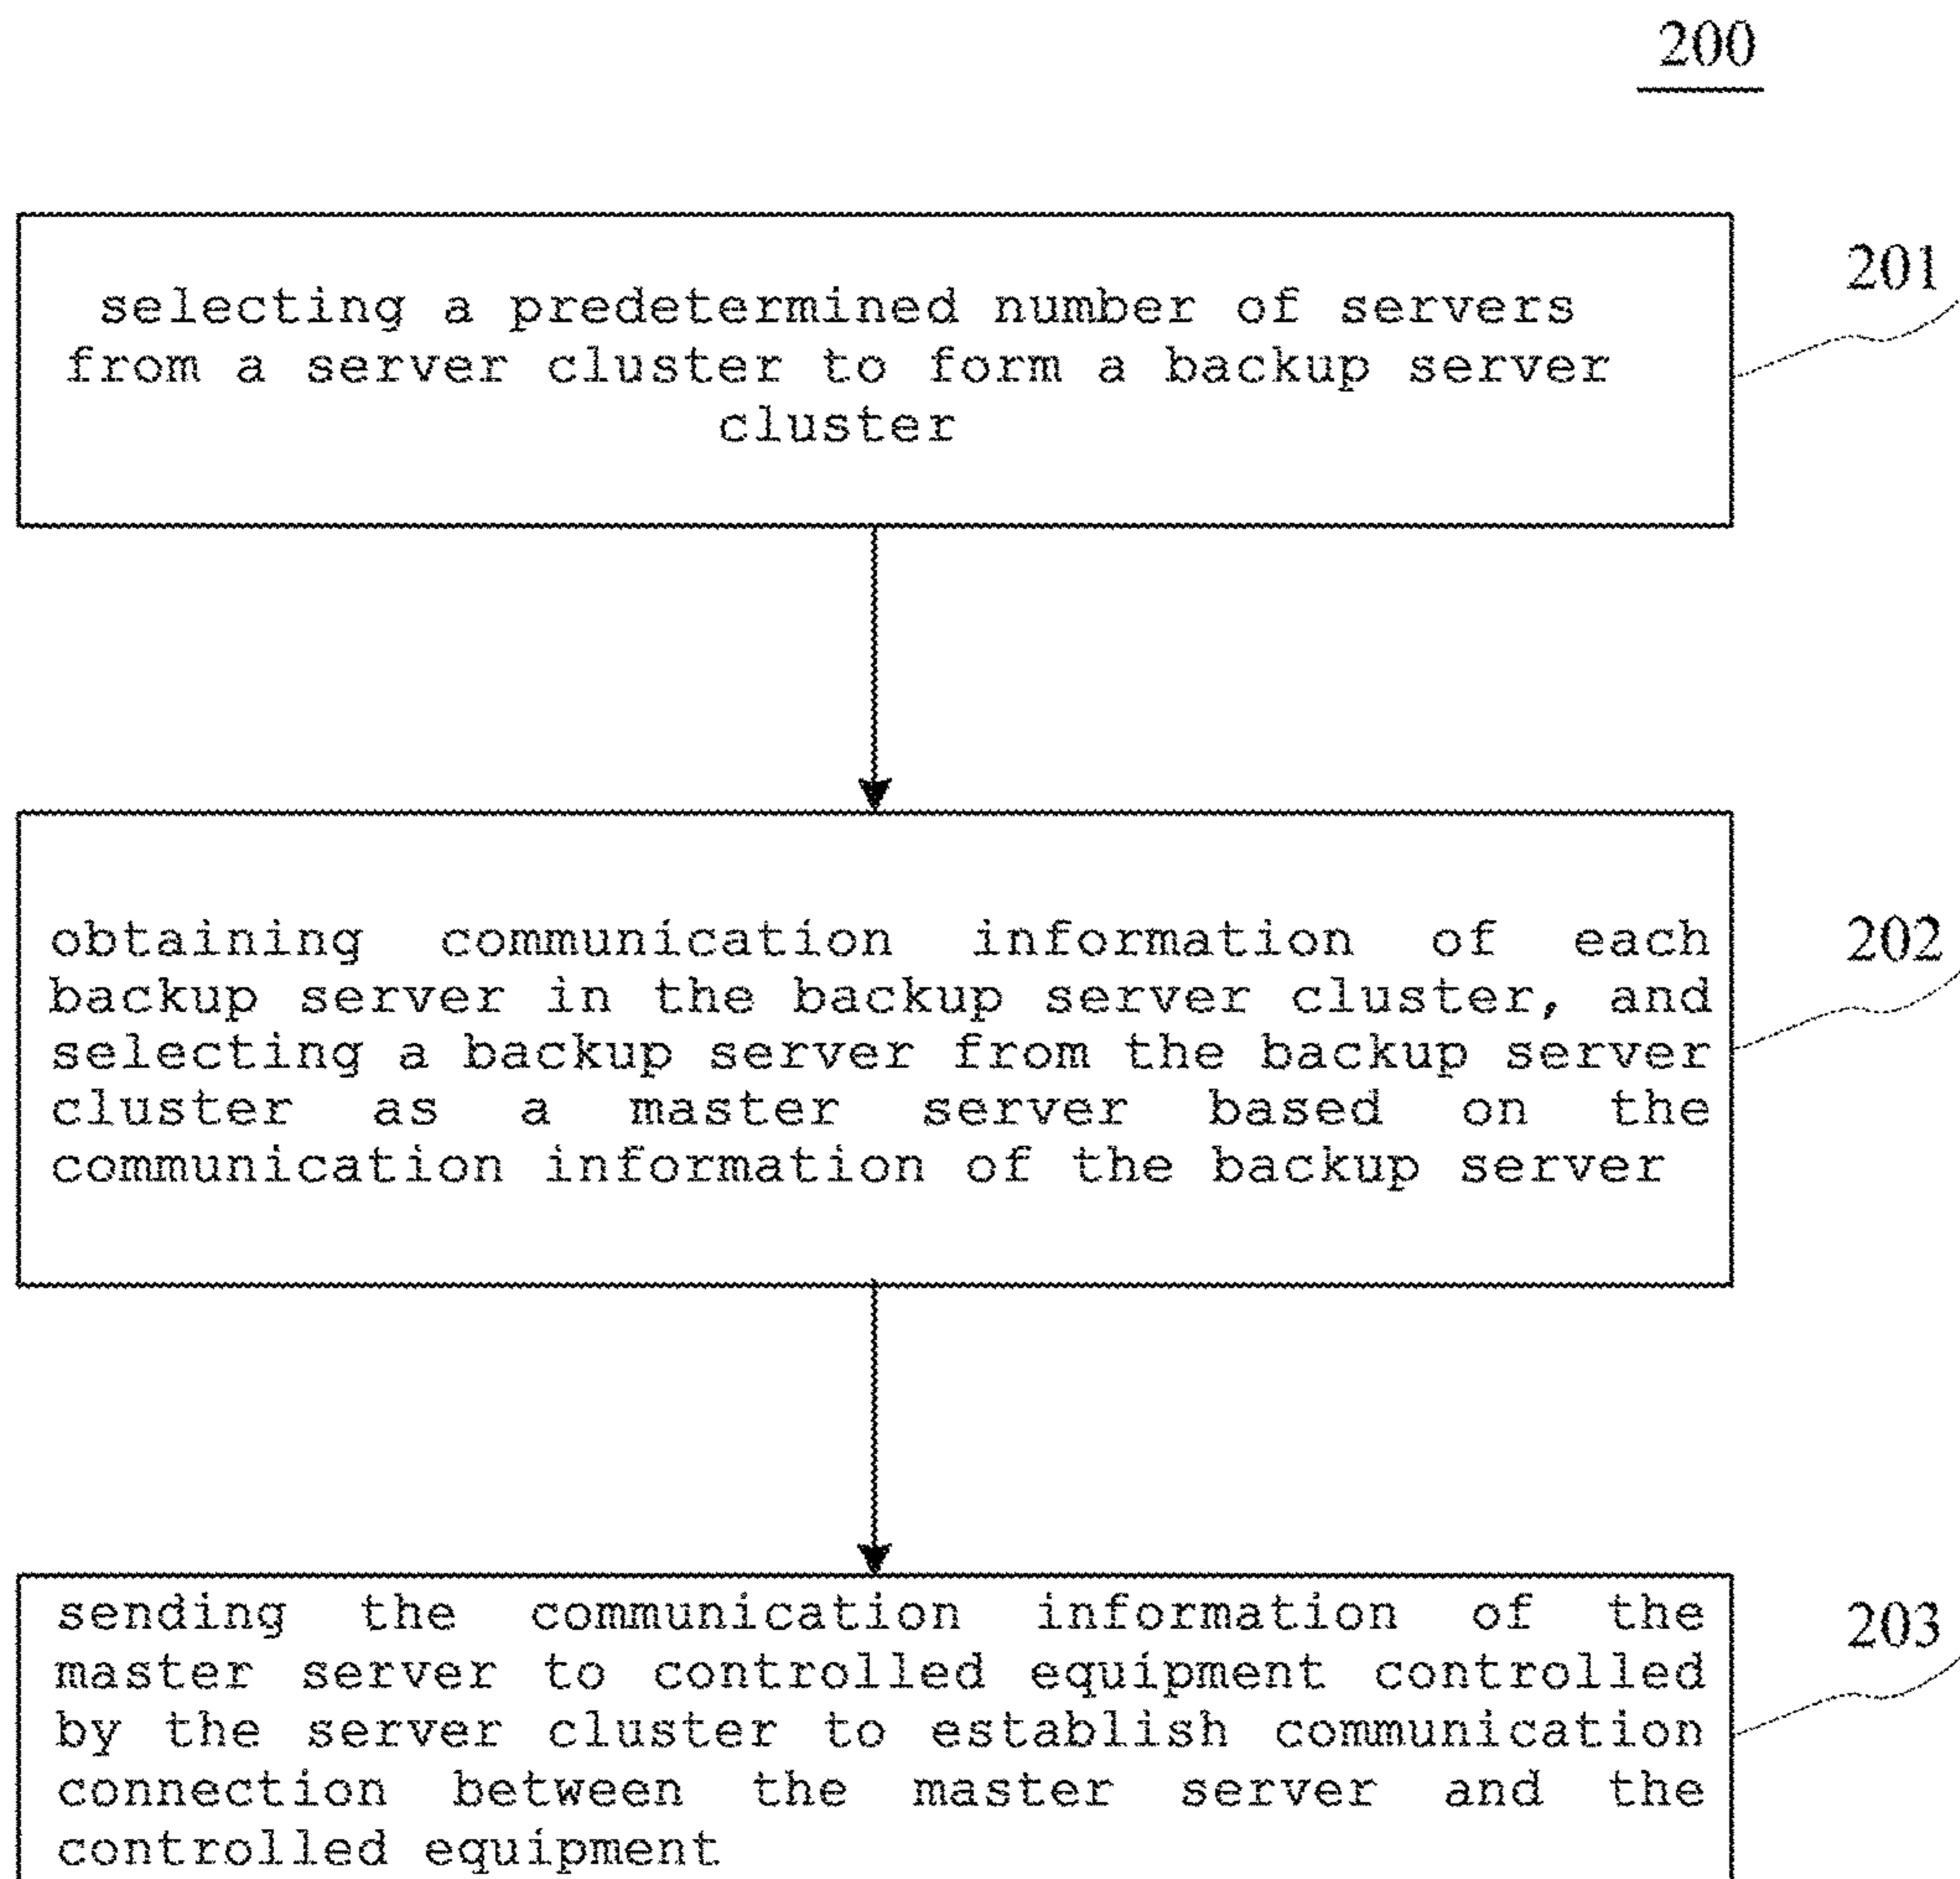 200
201
selecting a predetermined number of servers
from a server cluster to form a backup server
cluster
202
obtaining communication information of each
backup server in the backup server cluster, and
selecting a backup server from the backup server
cluster as a master server based on the
communication information of the backup server
203
sending the communication information of the
master server to controlled equipment controlled
by the server cluster to establish communication
connection between the master server and the
controlled equipment